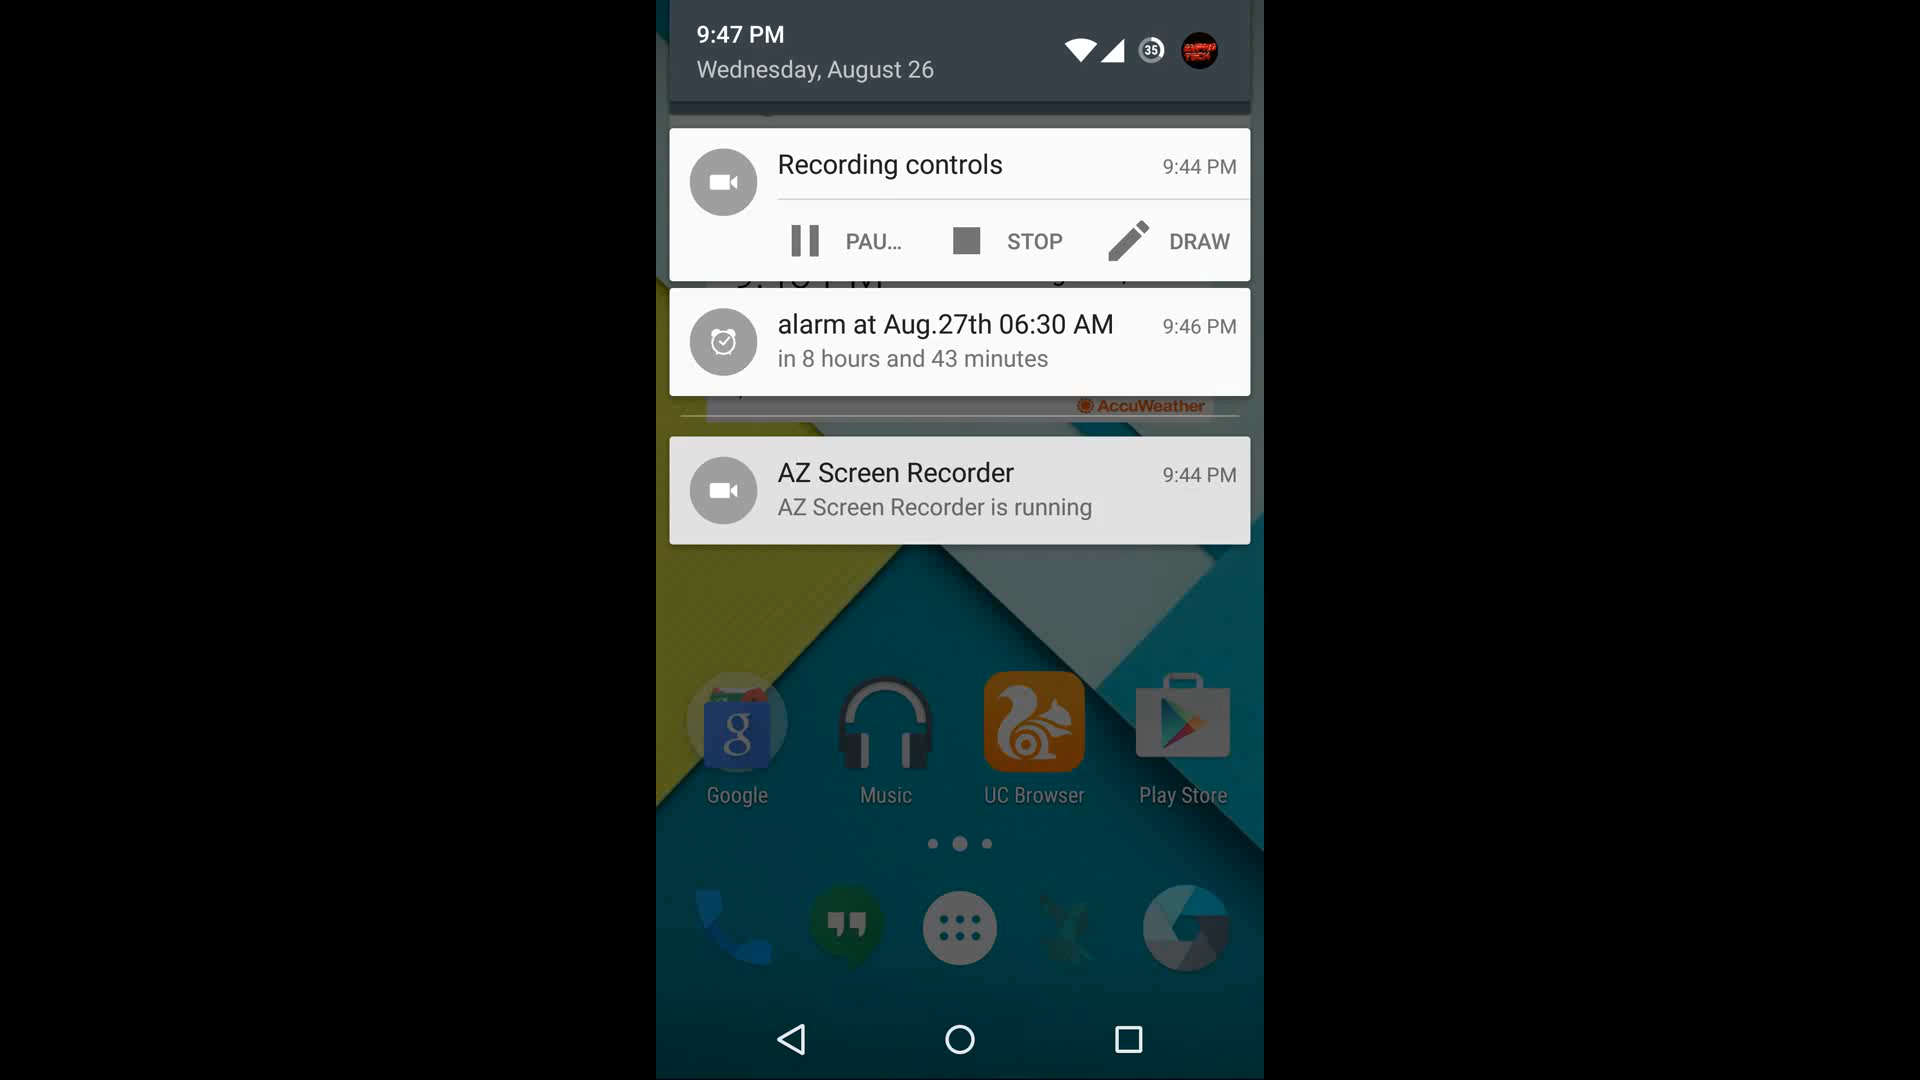 9:47 PM
Wednesday, August 26
35
Recording controls
9:44 PM
PAU...
STOP
DRAW
alarm at Aug.27th 06:30 AM
9:46 PM
in 8 hours and 43 minutes
AccuWeather
AZ Screen Recorder
9:44 PM
AZ Screen Recorder is running
g
Google
Music
UC Browser
Play Store